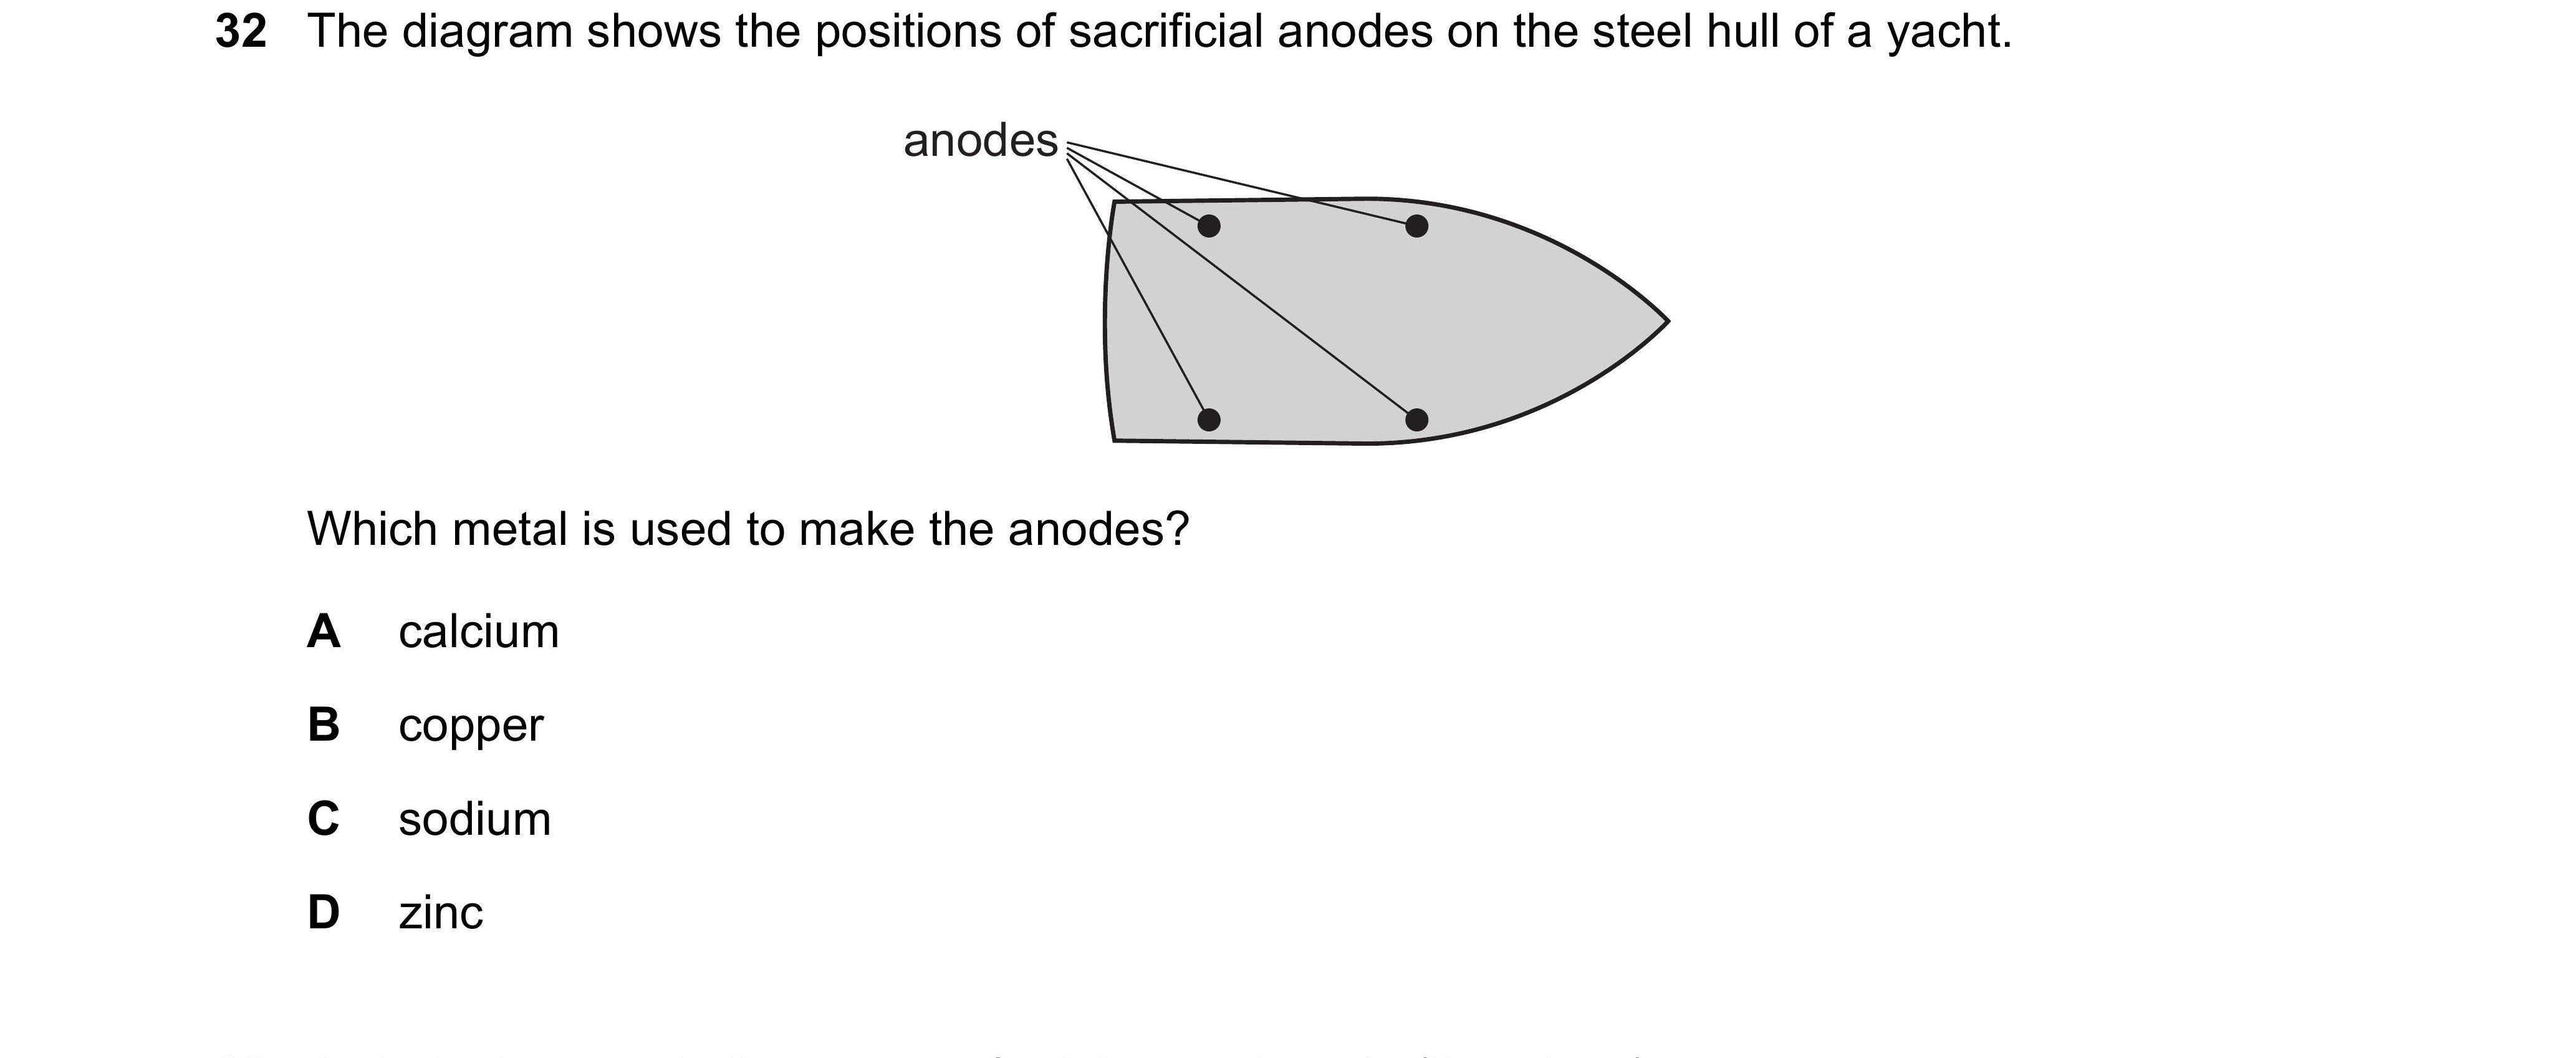 32 The diagram shows the positions of sacrificial anodes on the steel hull of a yacht.
anodes
Which metal is used to make the anodes?
A calcium
B copper
C sodium
D zinc